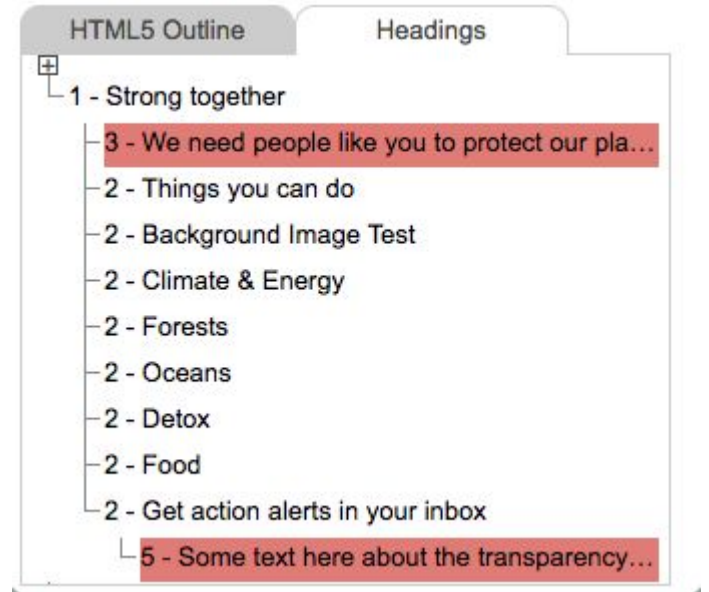 HTML5 Outline
Headings
1 - Strong together
3 - We need people like you to protect our pla…
2 - Things you can do
2 - Background Image Test
2 - Climate & Energy
2 - Forests
2 - Oceans
2 - Detox
2 - Food
2 - Get action alerts in your inbox
5 - Some text here about the transparency…